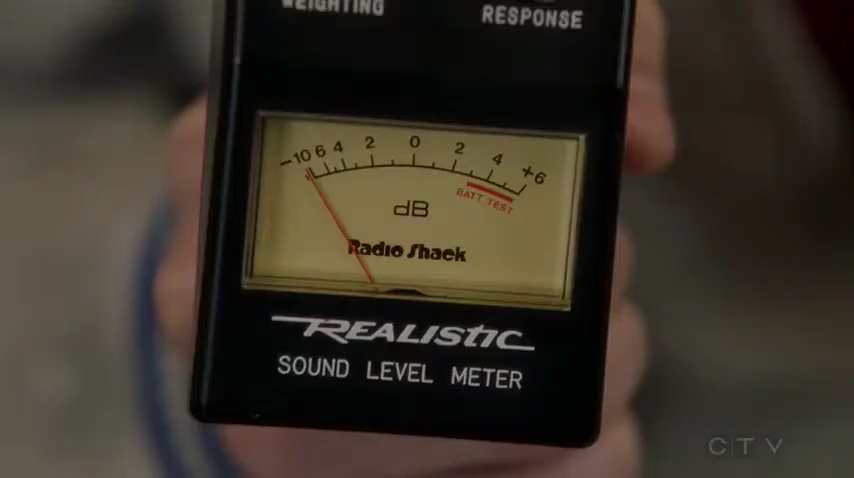 WEIGHTING RESPONSE
−10 6 4 2 0 2 4 +6
BATT TEST
dB
Radio Shack
REALISTIC
SOUND LEVEL METER
CTV